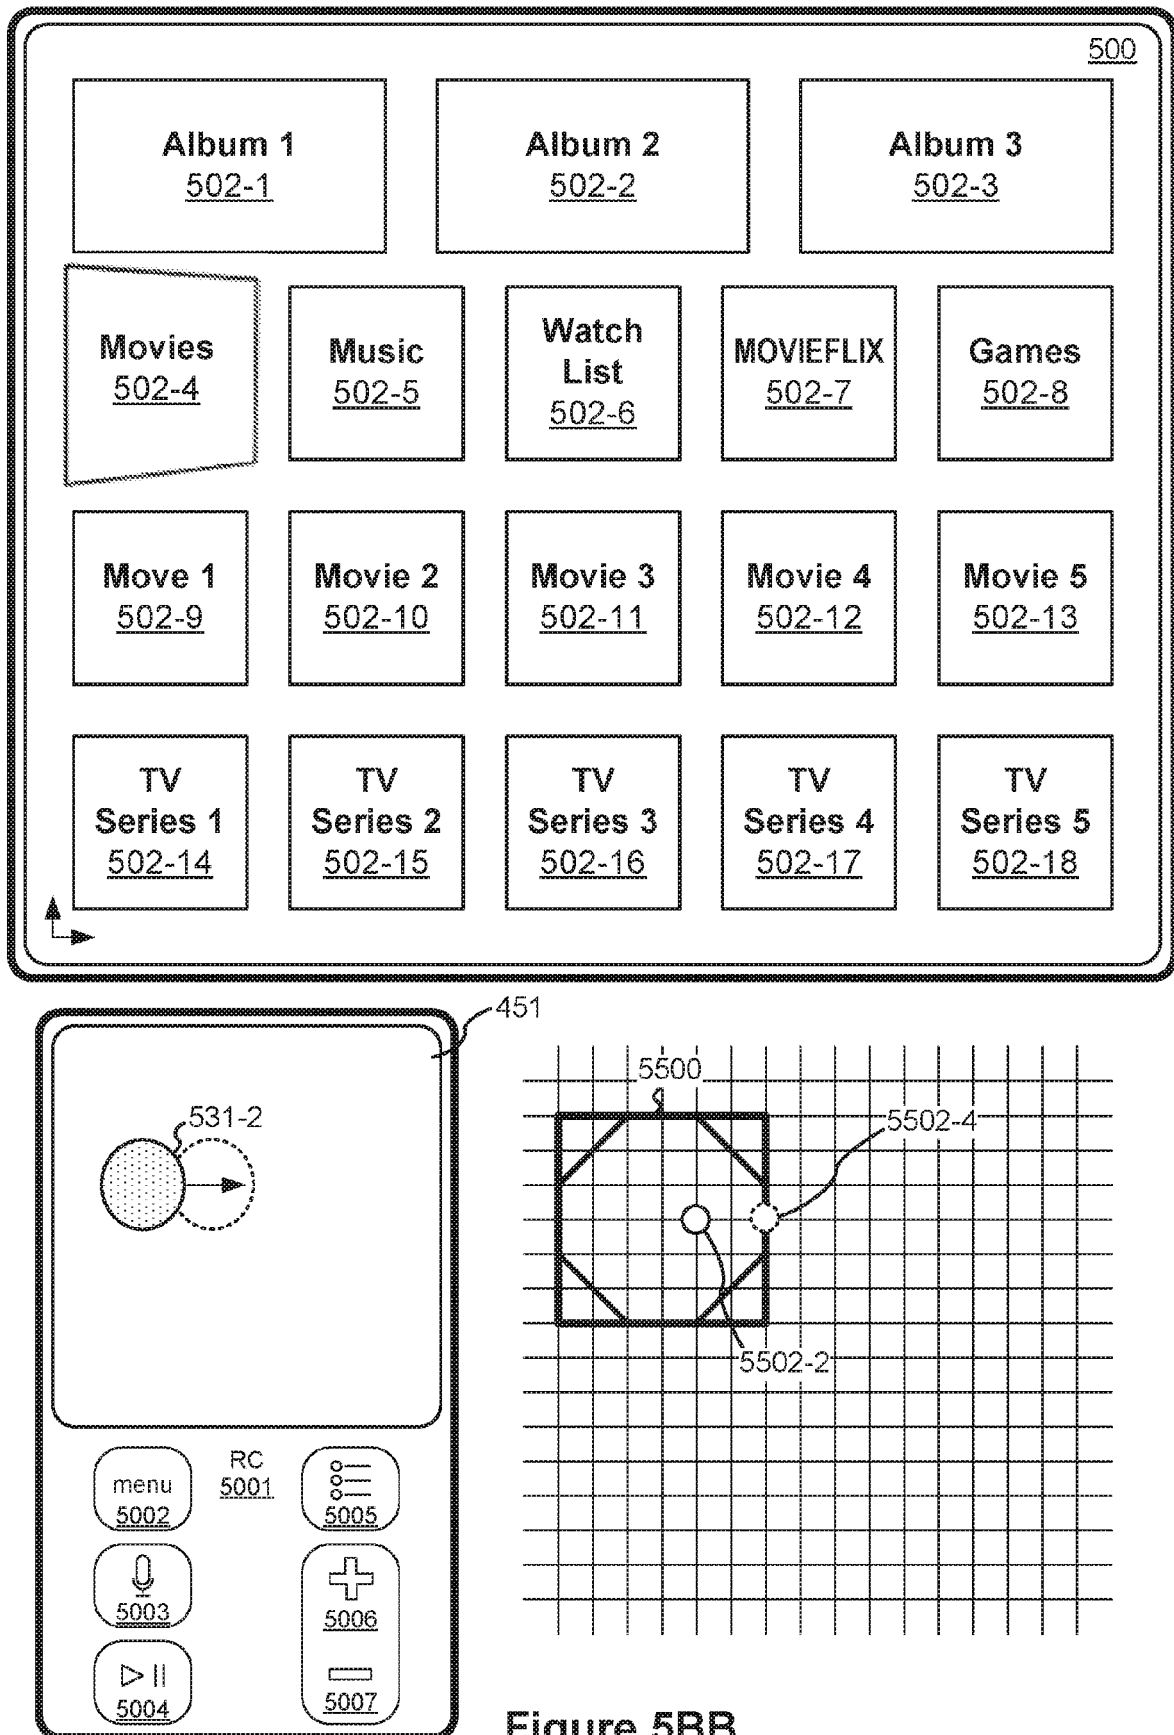 500
Album 1
502-1
Album 2
502-2
Album 3
502-3
Movies
502-4
Music
502-5
Watch
List
502-6
MOVIEFLIX
502-7
Games
502-8
Move 1
502-9
Movie 2
502-10
Movie 3
502-11
Movie 4
502-12
Movie 5
502-13
TV
Series 1
502-14
TV
Series 2
502-15
TV
Series 3
502-16
TV
Series 4
502-17
TV
Series 5
502-18
451
531-2
5500
5502-4
5502-2
RC
5001
menu
5002
5005
5003
5006
5004
5007
Figure 5BB